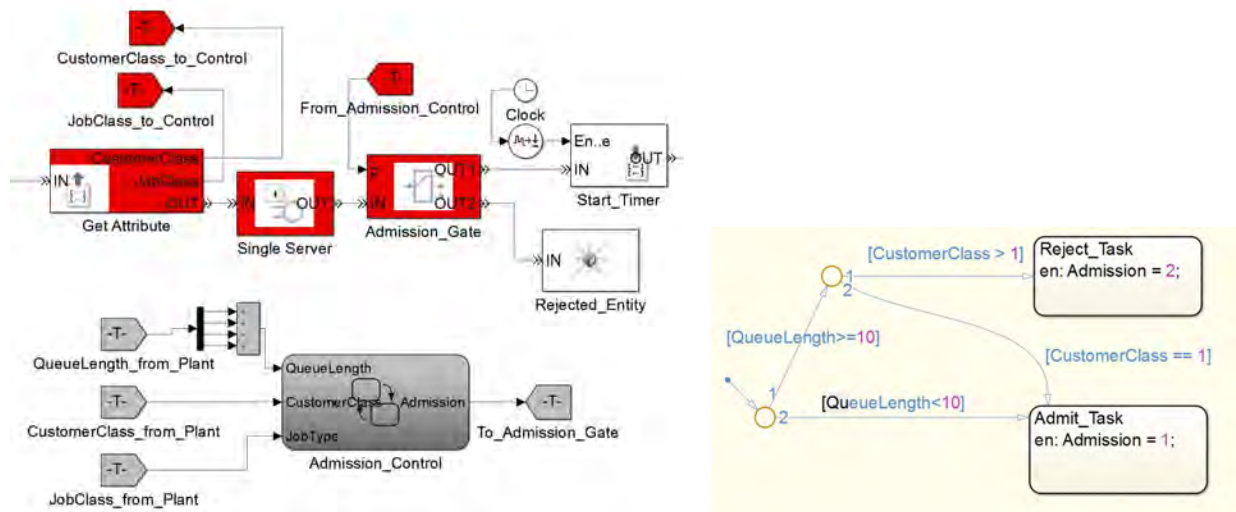 -T-
CustomerClass_to_Control
-T-
JobClass_to_Control
-T-
From_Admission_Control
Clock
CustomerClass
JobClass
IN
OUT
Get Attribute
IN
OUT
Single Server
P
IN
OUT1
OUT2
Admission_Gate
En..e
IN
OUT
Start_Timer
IN
Rejected_Entity
-T-
QueueLength_from_Plant
-T-
CustomerClass_from_Plant
-T-
JobClass_from_Plant
QueueLength
CustomerClass
JobType
Admission
Admission_Control
-T-
To_Admission_Gate
[CustomerClass > 1]
Reject_Task
en: Admission = 2;
1
2
[QueueLength>=10]
[CustomerClass == 1]
1
2
[QueueLength<10]
Admit_Task
en: Admission = 1;